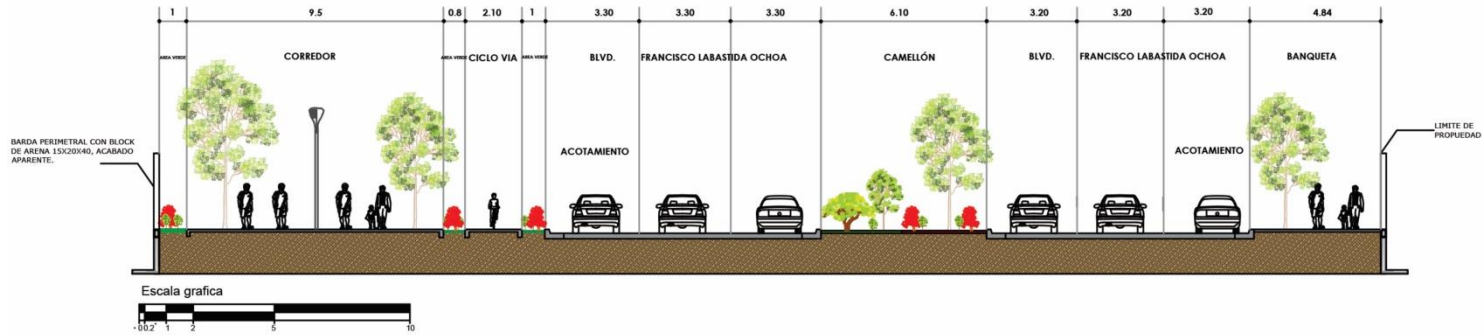 1 9.5 0.8 2.10 1 3.30 3.30 3.30 6.10 3.20 3.20 3.20 4.84
AREA VERDE CORREDOR AREA VERDE CICLO VIA AREA VERDE BLVD. FRANCISCO LABASTIDA OCHOA CAMELLÓN BLVD. FRANCISCO LABASTIDA OCHOA BANQUETA
BARDA PERIMETRAL CON BLOCK
DE ARENA 15X20X40, ACABADO
APARENTE.
ACOTAMIENTO
ACOTAMIENTO
LIMITE DE
PROPUEDAD
Escala grafica
0 0.2 1 2 5 10